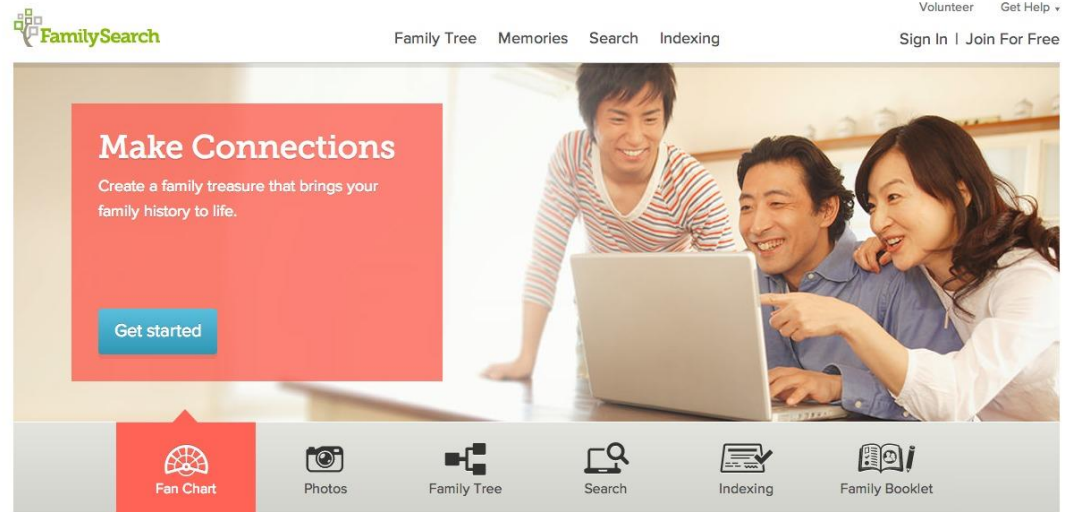 Volunteer Get Help
FamilySearch
Family Tree Memories Search Indexing
Sign In | Join For Free
Make Connections
Create a family treasure that brings your
family history to life.
Get started
Fan Chart
Photos
Family Tree
Search
Indexing
Family Booklet